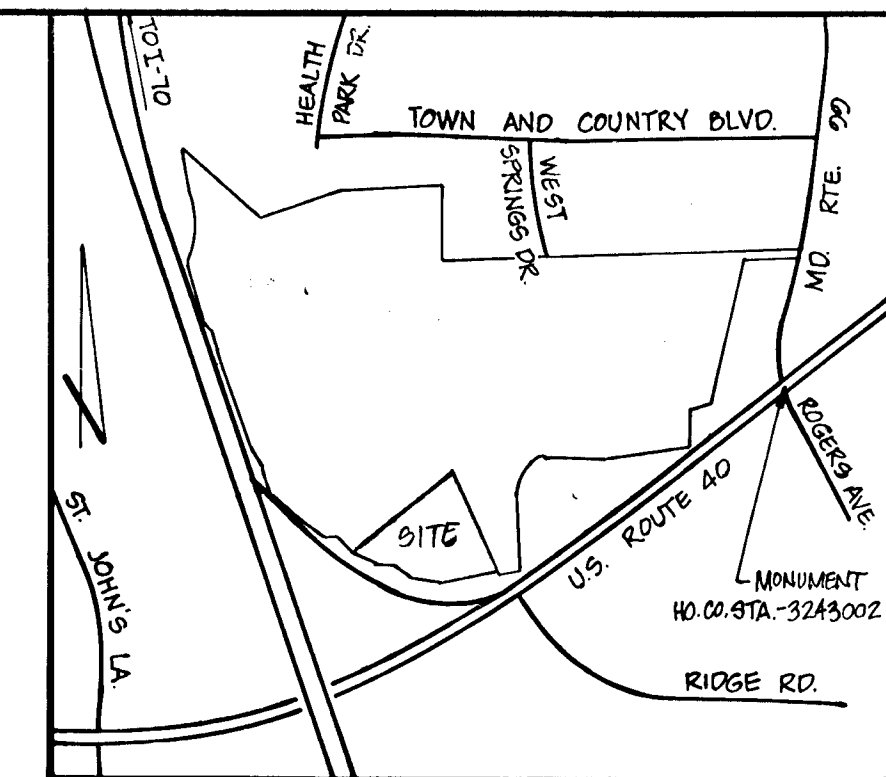 TO I-70
HEALTH
PARK DR.
TOWN AND COUNTRY BLVD.
WEST
SPRINGS DR.
MD. RTE. 99
ROGERS AVE.
SITE
U.S. ROUTE 40
ST. JOHN'S LA.
MONUMENT
HO.CO.STA.-3243002
RIDGE RD.